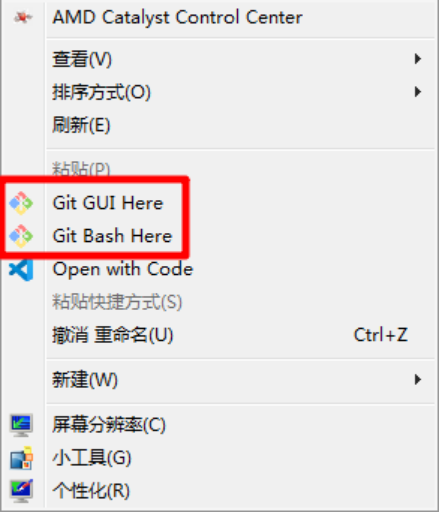 AMD Catalyst Control Center
查看(V)
排序方式(O)
刷新(E)
粘贴(P)
Git GUI Here
Git Bash Here
Open with Code
粘贴快捷方式(S)
撤消 重命名(U) Ctrl+Z
新建(W)
屏幕分辨率(C)
小工具(G)
个性化(R)